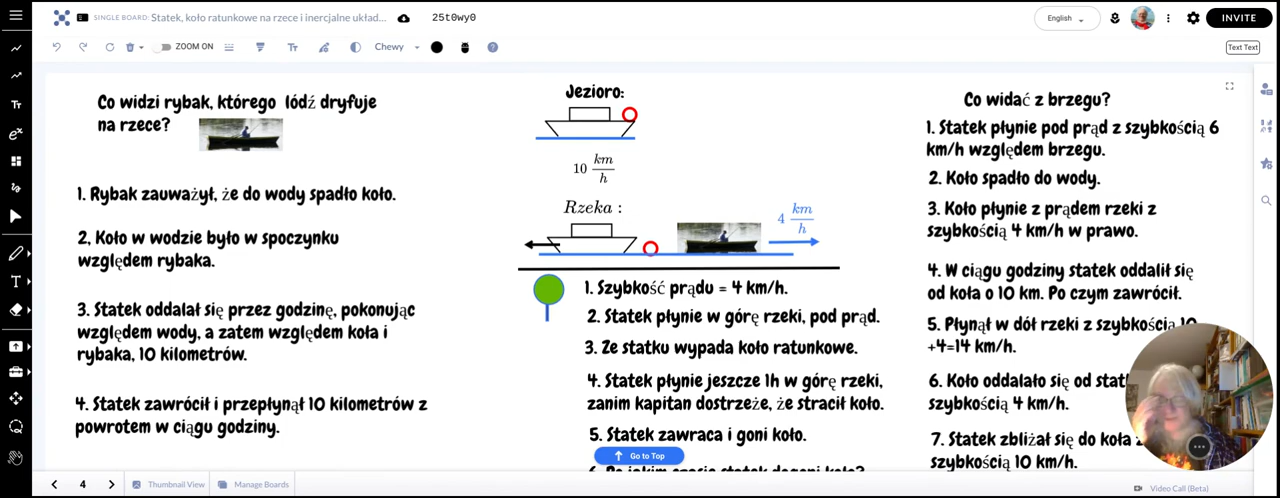 SINGLE BOARD: Statek, koło ratunkowe na rzece i inercjalne układ...
25t0wy0
English
INVITE
ZOOM ON
Chewy
Text Text
Co widzi rybak, którego łódź dryfuje
na rzece?
1. Rybak zauważył, że do wody spadło koło.
2, Koło w wodzie było w spoczynku
względem rybaka.
3. Statek oddalał się przez godzinę, pokonując
względem wody, a zatem względem koła i
rybaka, 10 kilometrów.
4. Statek zawrócił i przepłynął 10 kilometrów z
powrotem w ciągu godziny.
Jezioro:
10 km/h
Rzeka :
4 km/h
1. Szybkość prądu = 4 km/h.
2. Statek płynie w górę rzeki, pod prąd.
3. Ze statku wypada koło ratunkowe.
4. Statek płynie jeszcze 1h w górę rzeki,
zanim kapitan dostrzeże, że stracił koło.
5. Statek zawraca i goni koło.
Go to Top
Co widać z brzegu?
1. Statek płynie pod prąd z szybkością 6
km/h względem brzegu.
2. Koło spadło do wody.
3. Koło płynie z prądem rzeki z
szybkością 4 km/h w prawo.
4. W ciągu godziny statek oddalił się
od koła o 10 km. Po czym zawrócił.
5. Płynął w dół rzeki z szybkością 10
+4=14 km/h.
6. Koło oddalało się od
szybkością 4 km/h.
7. Statek zbliżał się do koła z
szybkością 10 km/h.
4
Thumbnail View
Manage Boards
Video Call (Beta)